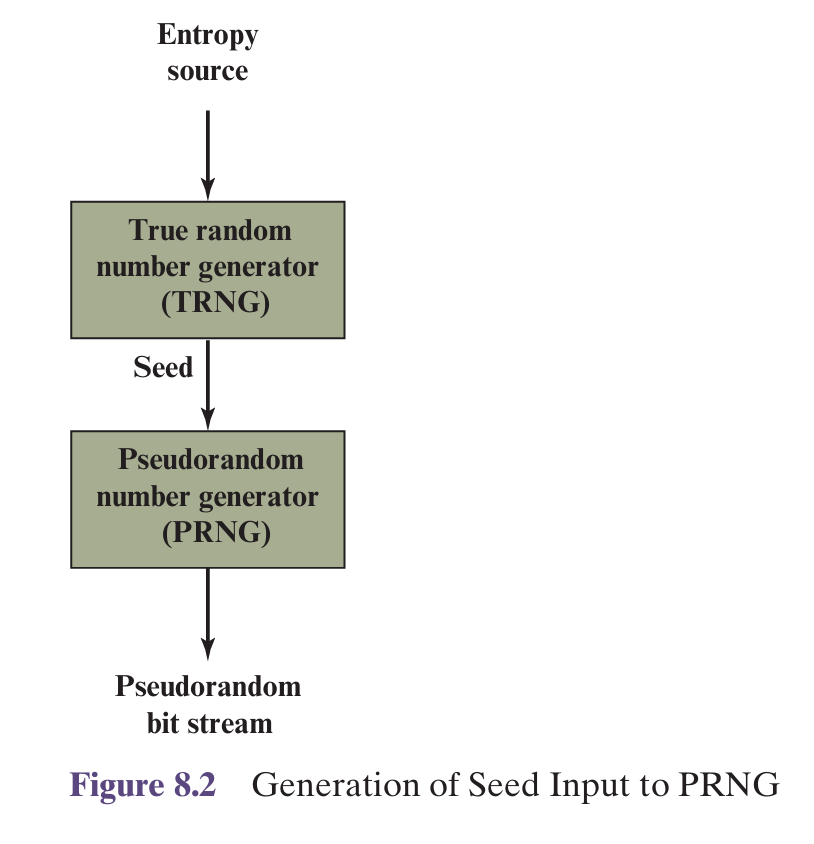 Entropy
source
True random
number generator
(TRNG)
Seed
Pseudorandom
number generator
(PRNG)
Pseudorandom
bit stream
Figure 8.2 Generation of Seed Input to PRNG